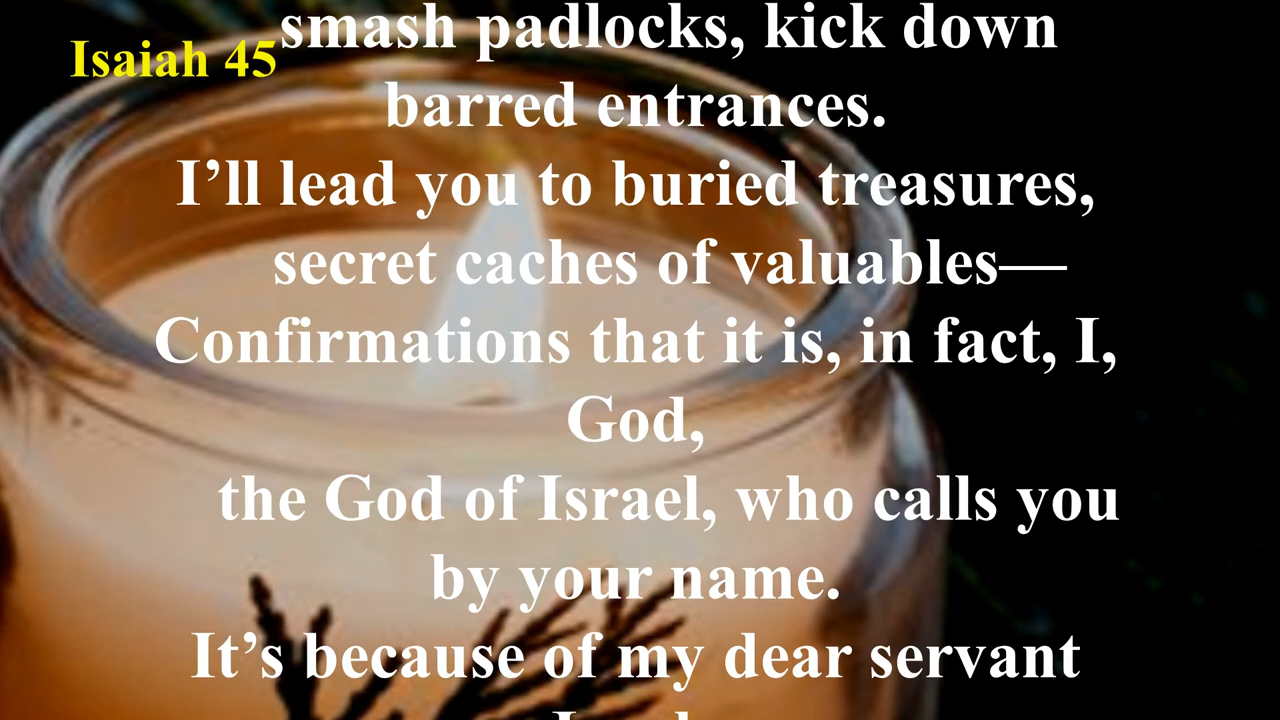 Isaiah 45
smash padlocks, kick down
barred entrances.
I’ll lead you to buried treasures,
secret caches of valuables—
Confirmations that it is, in fact, I,
God,
the God of Israel, who calls you
by your name.
It’s because of my dear servant